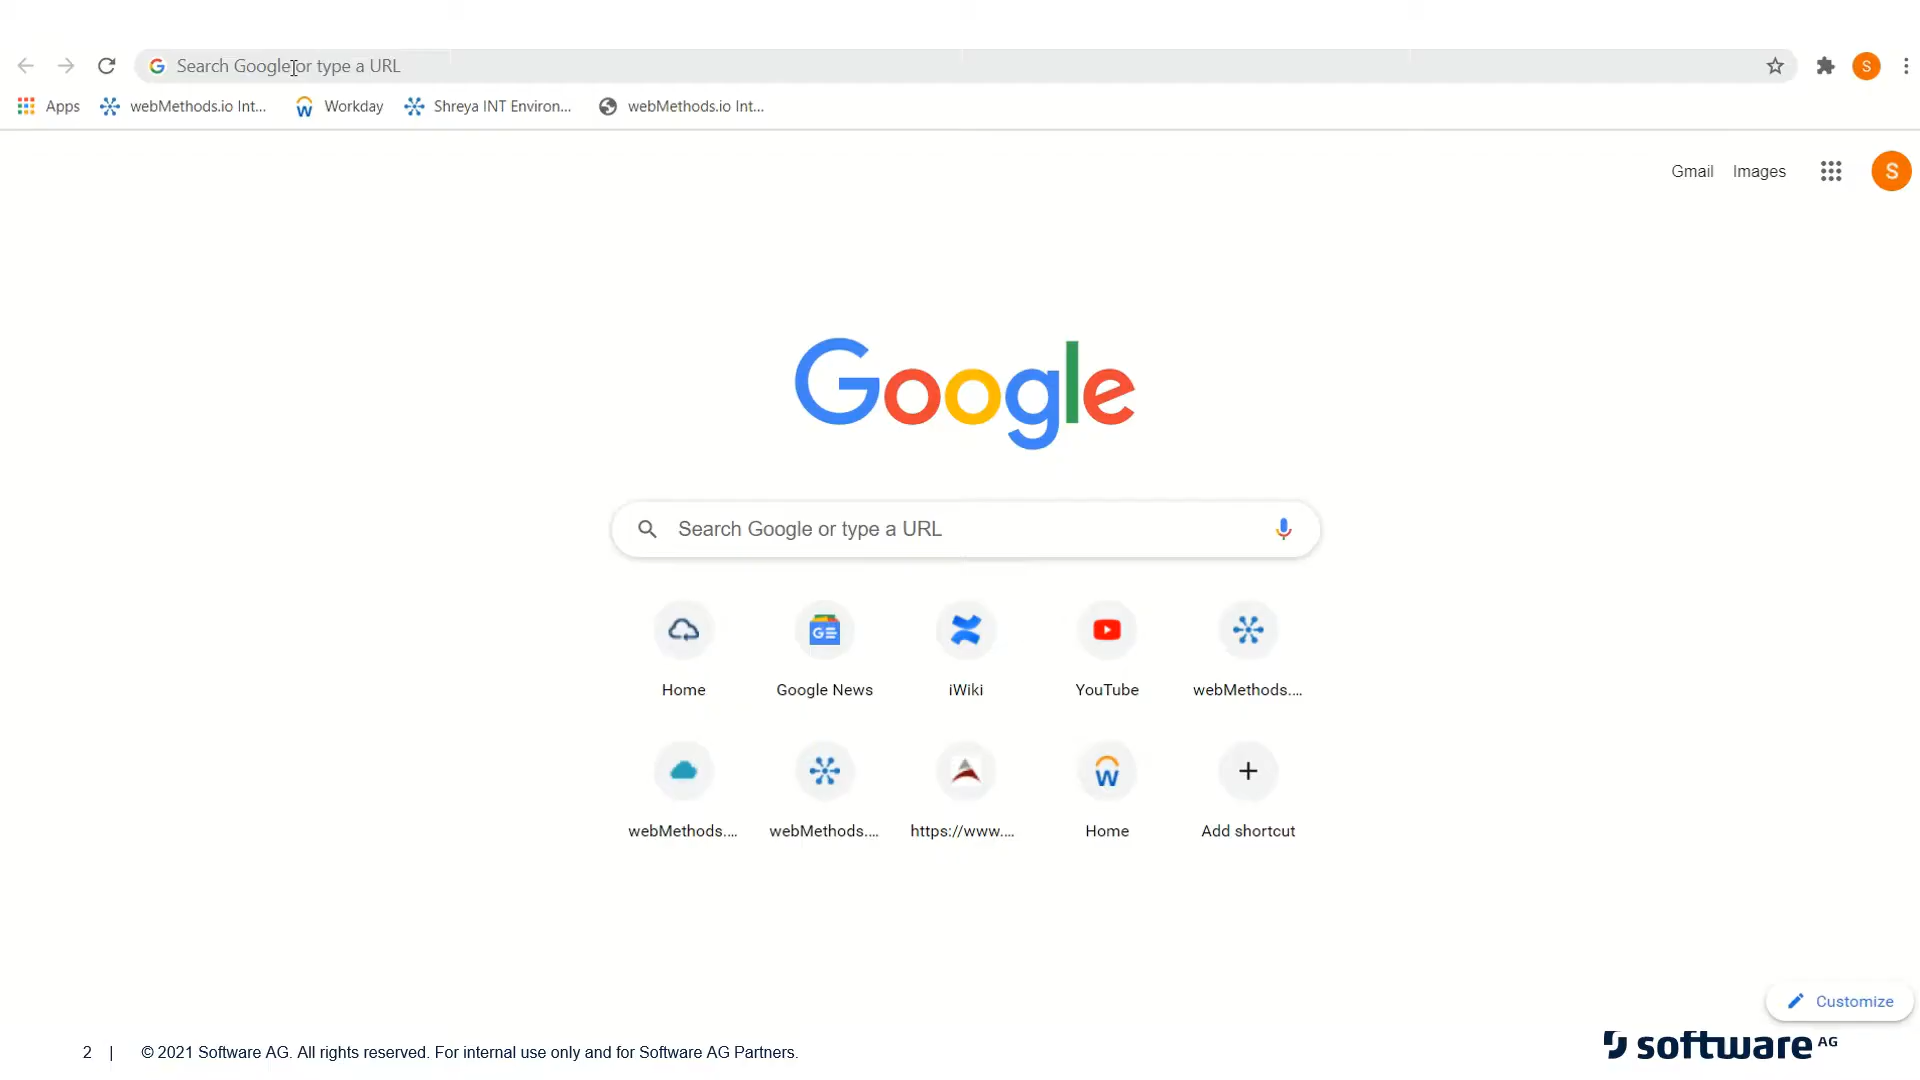 Search Google or type a URL
S
Apps
webMethods.io Int...
Workday
Shreya INT Environ...
webMethods.io Int...
Gmail
Images
S
Google
Search Google or type a URL
Home
Google News
iWiki
YouTube
webMethods....
webMethods....
webMethods....
https://www....
Home
Add shortcut
Customize
2 | © 2021 Software AG. All rights reserved. For internal use only and for Software AG Partners.
software AG